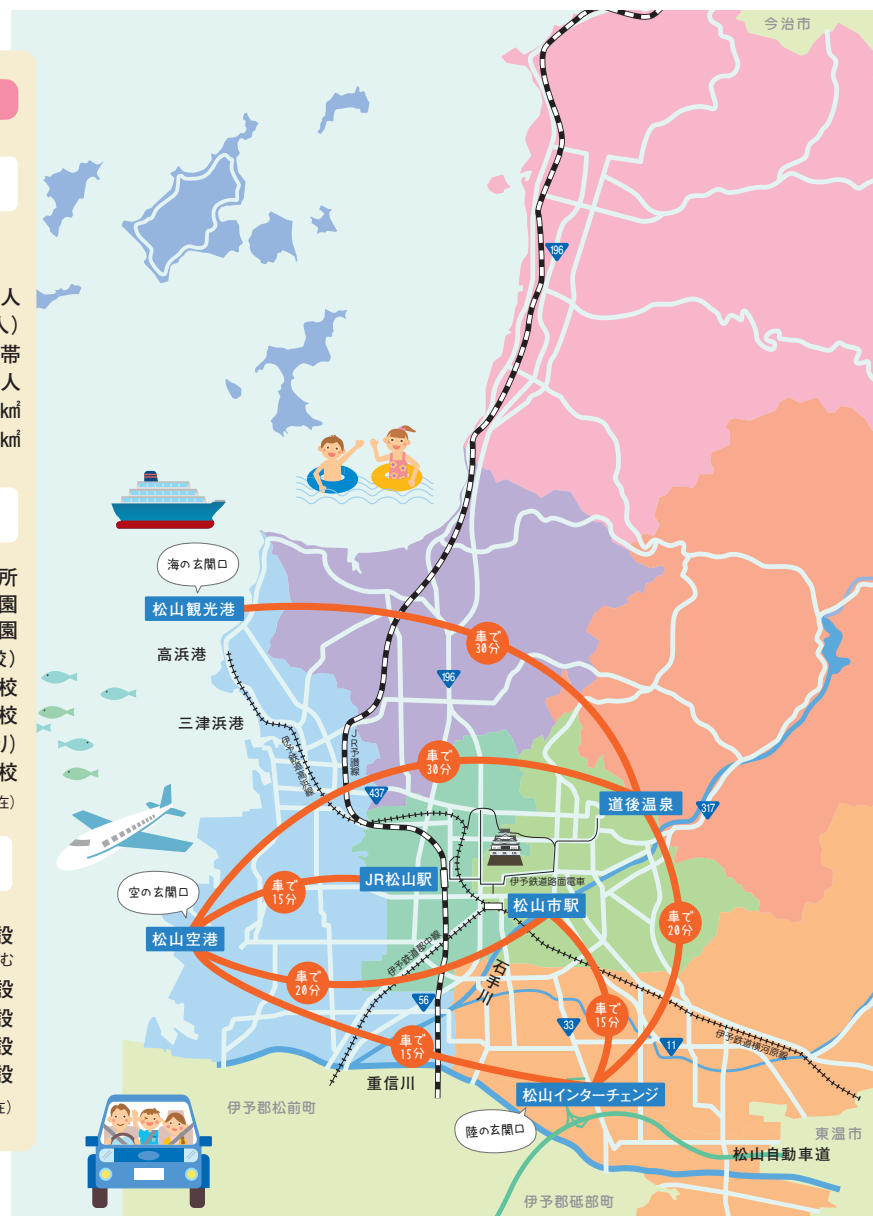 今治市
人
人)
帯
人
k㎡
k㎡
所
園
園
校)
校
校
り)
校
在)
設
む
設
設
設
設
在)
196
海の玄関口
松山観光港
車で
30分
高浜港
196
三津浜港
伊予鉄道高浜線
JR予讃線
車で
30分
437
道後温泉
317
JR松山駅
伊予鉄道路面電車
車で
15分
空の玄関口
松山市駅
松山空港
車で
20分
伊予鉄道郡中線
石手川
車で
20分
56
33
車で
15分
11
車で
15分
伊予鉄道横河原線
重信川
松山インターチェンジ
伊予郡松前町
陸の玄関口
東温市
松山自動車道
伊予郡砥部町